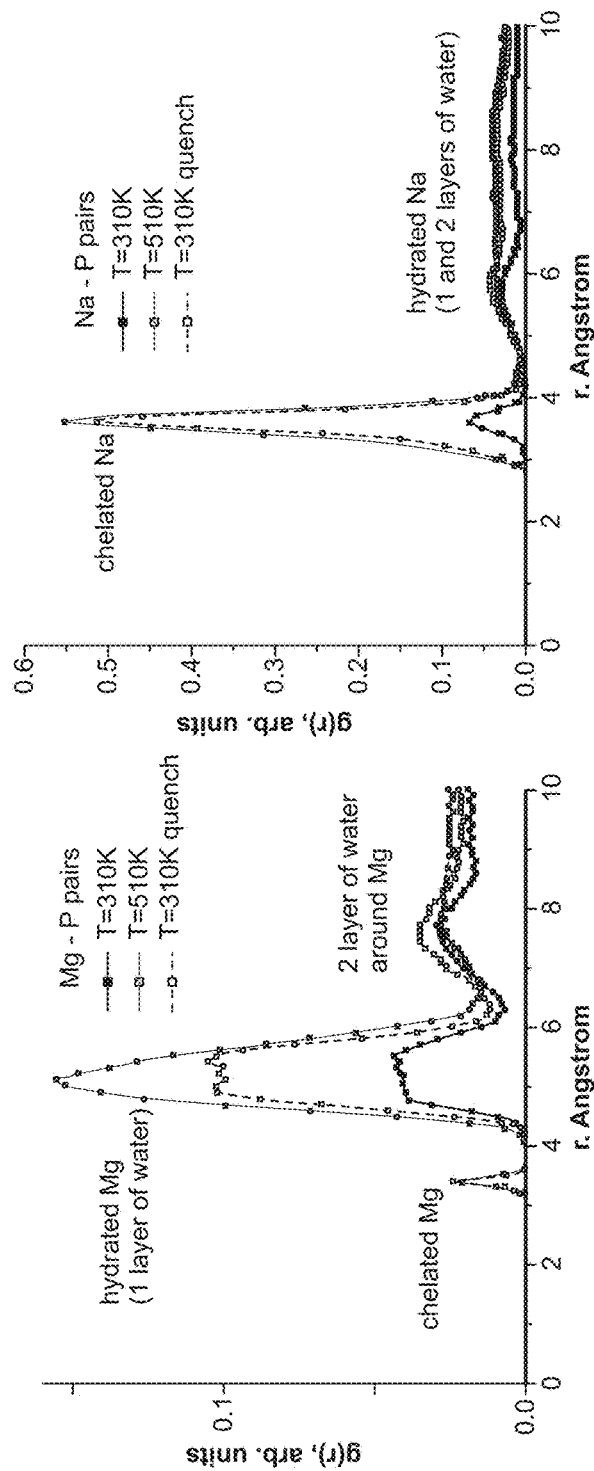 Mg - P pairs
T=310K
T=510K
T=310K quench
hydrated Mg
(1 layer of water)
2 layer of water
around Mg
chelated Mg
g(r), arb. units
0.1
0.0
0
2
4
6
8
10
r. Angstrom
Na - P pairs
T=310K
T=510K
T=310K quench
chelated Na
hydrated Na
(1 and 2 layers of water)
g(r), arb. units
0.6
0.5
0.4
0.3
0.2
0.1
0.0
0
2
4
6
8
10
r. Angstrom